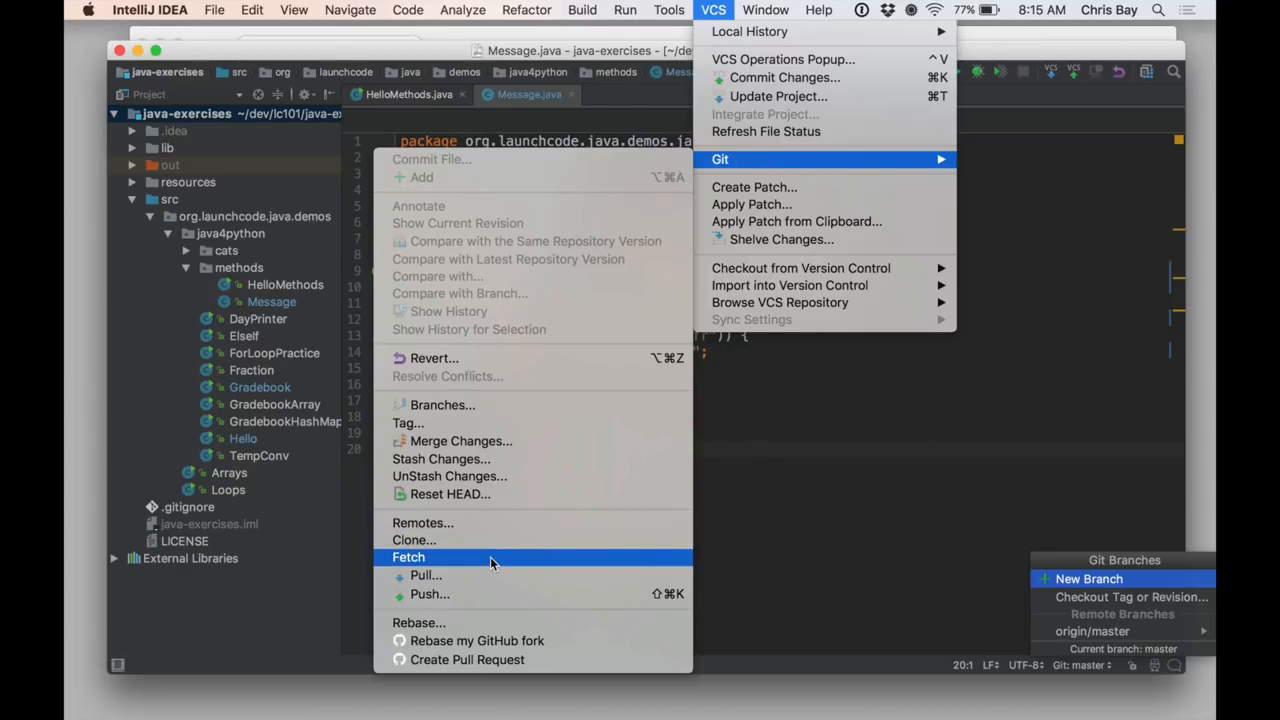 IntelliJ IDEA File Edit View Navigate Code Analyze Refactor Build Run Tools VCS Window Help 77% 8:15 AM Chris Bay
Message.java - java-exercises - [~/dev
java-exercises src org launchcode java demos java4python methods
Project HelloMethods.java Message.java
java-exercises ~/dev/lc101/java-ex
.idea
lib
out
resources
src
org.launchcode.java.demos
java4python
cats
methods
HelloMethods
Message
DayPrinter
ElseIf
ForLoopPractice
Fraction
Gradebook
GradebookArray
GradebookHashMap
Hello
TempConv
Arrays
Loops
.gitignore
java-exercises.iml
LICENSE
External Libraries
1 package org.launchcode.java.demos.ja
2
3
4
5
6
7
8
9
10
11
12
13
14
15
16
17
18
19
20
")) {
";
Commit File...
Add ⌥⌘A
Annotate
Show Current Revision
Compare with the Same Repository Version
Compare with Latest Repository Version
Compare with...
Compare with Branch...
Show History
Show History for Selection
Revert... ⌥⌘Z
Resolve Conflicts...
Branches...
Tag...
Merge Changes...
Stash Changes...
UnStash Changes...
Reset HEAD...
Remotes...
Clone...
Fetch
Pull...
Push... ⇧⌘K
Rebase...
Rebase my GitHub fork
Create Pull Request
Local History
VCS Operations Popup... ^V
Commit Changes... ⌘K
Update Project... ⌘T
Integrate Project...
Refresh File Status
Git
Create Patch...
Apply Patch...
Apply Patch from Clipboard...
Shelve Changes...
Checkout from Version Control
Import into Version Control
Browse VCS Repository
Sync Settings
VCS VCS
Git Branches
New Branch
Checkout Tag or Revision...
Remote Branches
origin/master
Current branch: master
20:1 LF UTF-8 Git: master